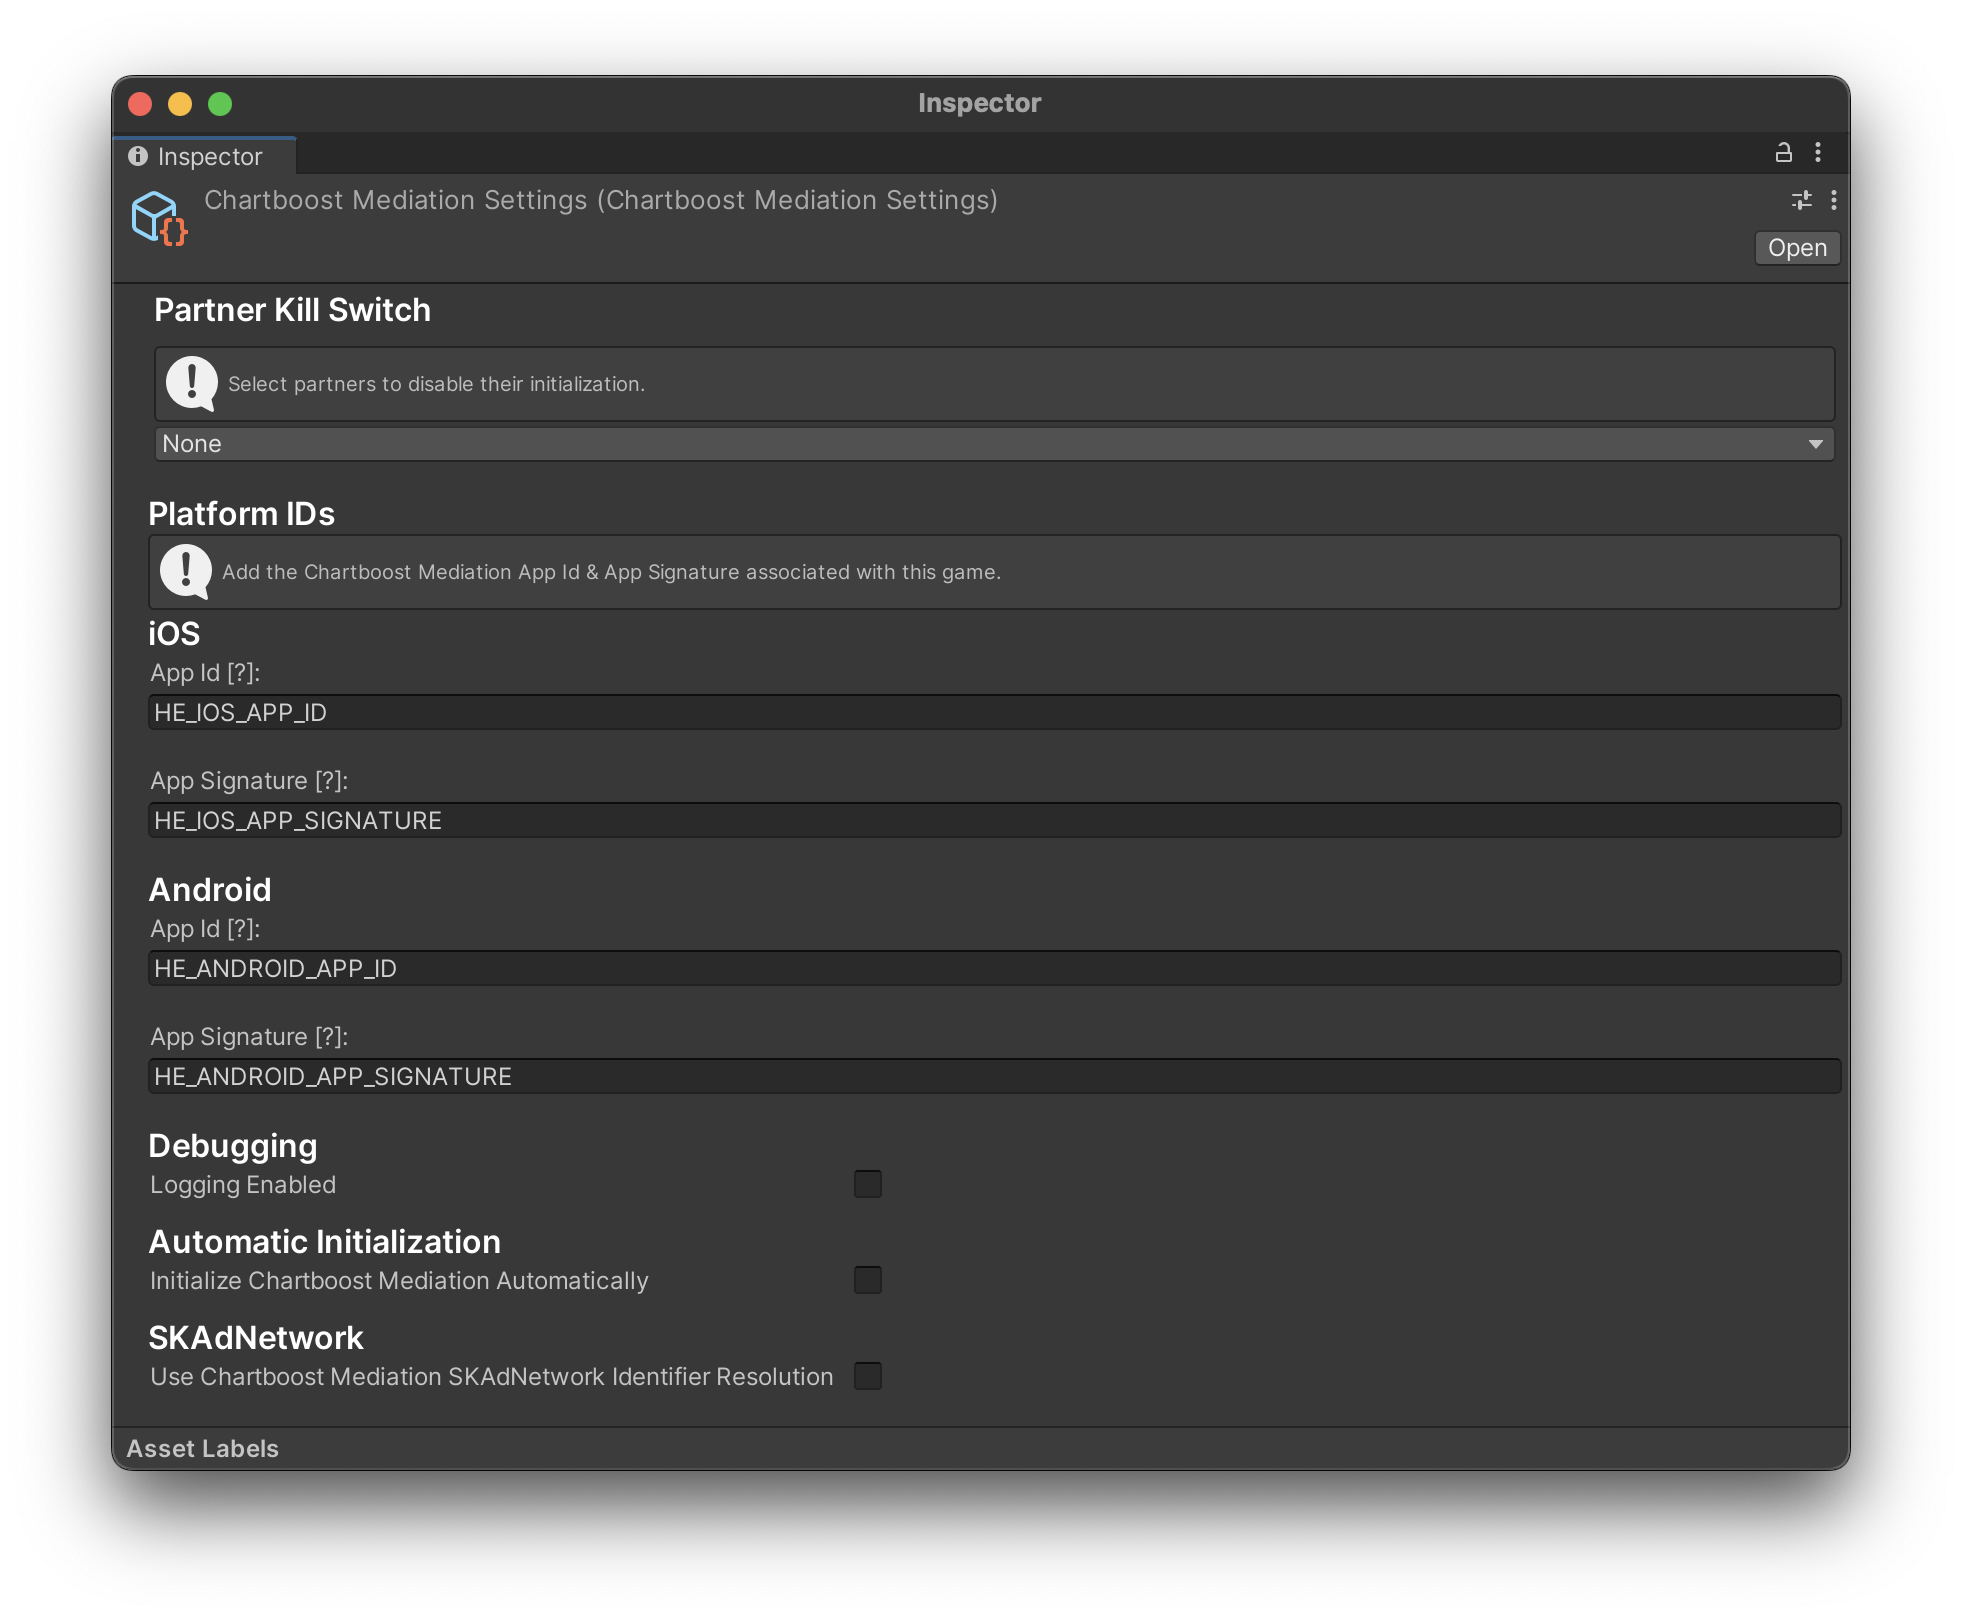 Inspector
Inspector
Chartboost Mediation Settings (Chartboost Mediation Settings)
Open
Partner Kill Switch
Select partners to disable their initialization.
None
Platform IDs
Add the Chartboost Mediation App Id & App Signature associated with this game.
iOS
App Id [?]:
HE_IOS_APP_ID
App Signature [?]:
HE_IOS_APP_SIGNATURE
Android
App Id [?]:
HE_ANDROID_APP_ID
App Signature [?]:
HE_ANDROID_APP_SIGNATURE
Debugging
Logging Enabled
Automatic Initialization
Initialize Chartboost Mediation Automatically
SKAdNetwork
Use Chartboost Mediation SKAdNetwork Identifier Resolution
Asset Labels